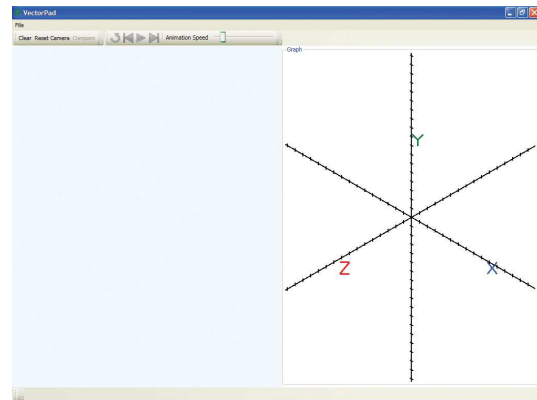 VectorPad
File
Clear Reset Camera Compare Animation Speed
Graph
Y
Z
X